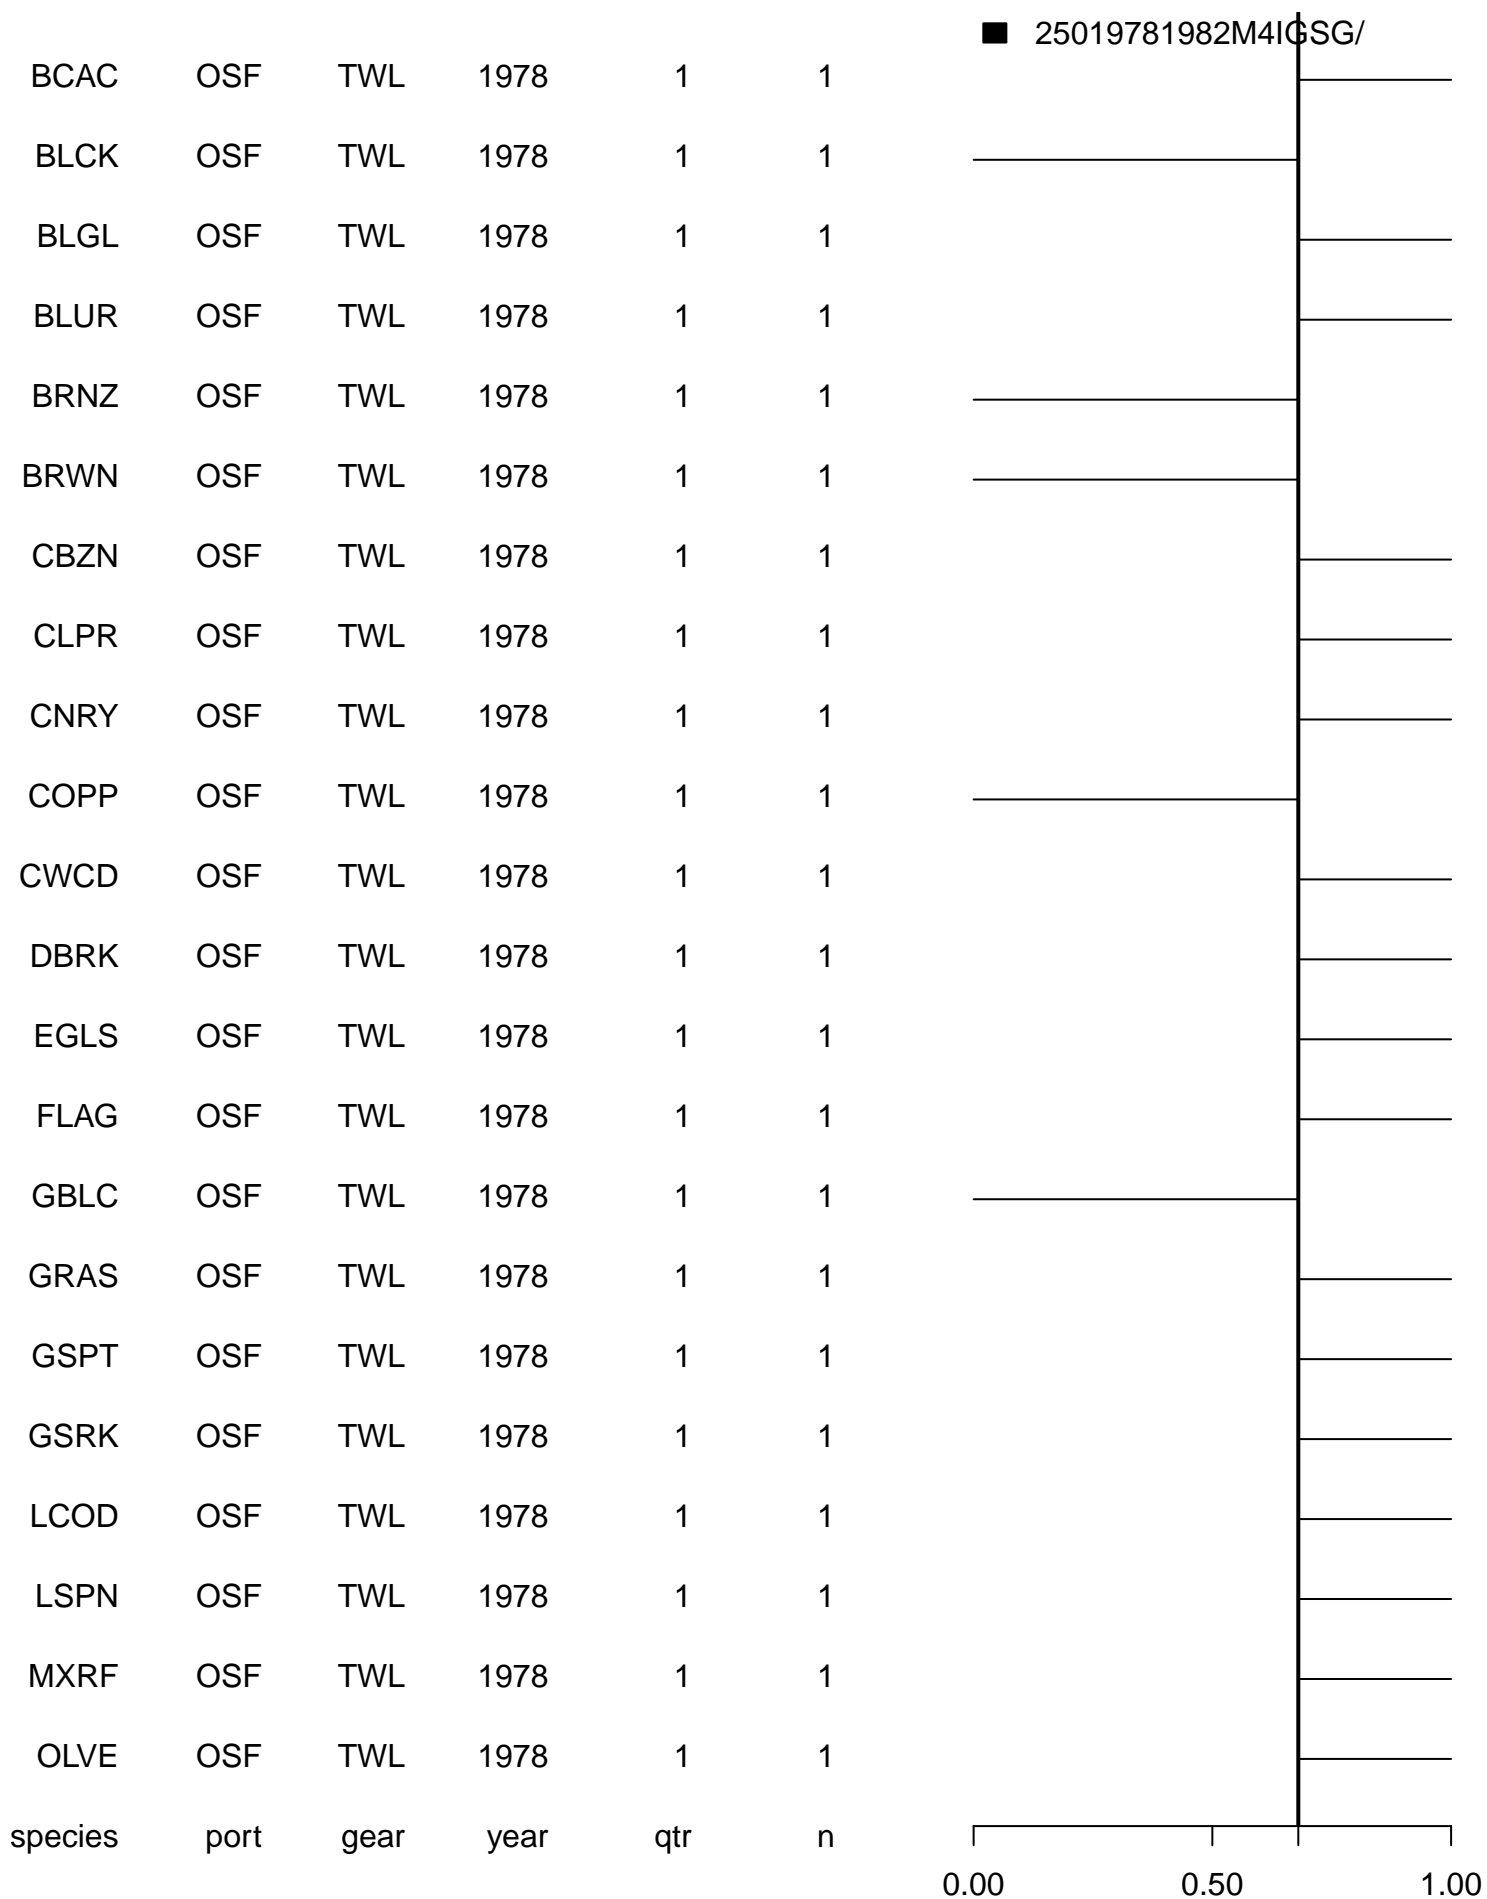 25019781982M4IGSG/
BCAC OSF TWL 1978 1 1
BLCK OSF TWL 1978 1 1
BLGL OSF TWL 1978 1 1
BLUR OSF TWL 1978 1 1
BRNZ OSF TWL 1978 1 1
BRWN OSF TWL 1978 1 1
CBZN OSF TWL 1978 1 1
CLPR OSF TWL 1978 1 1
CNRY OSF TWL 1978 1 1
COPP OSF TWL 1978 1 1
CWCD OSF TWL 1978 1 1
DBRK OSF TWL 1978 1 1
EGLS OSF TWL 1978 1 1
FLAG OSF TWL 1978 1 1
GBLC OSF TWL 1978 1 1
GRAS OSF TWL 1978 1 1
GSPT OSF TWL 1978 1 1
GSRK OSF TWL 1978 1 1
LCOD OSF TWL 1978 1 1
LSPN OSF TWL 1978 1 1
MXRF OSF TWL 1978 1 1
OLVE OSF TWL 1978 1 1
species port gear year qtr n
0.00 0.50 1.00